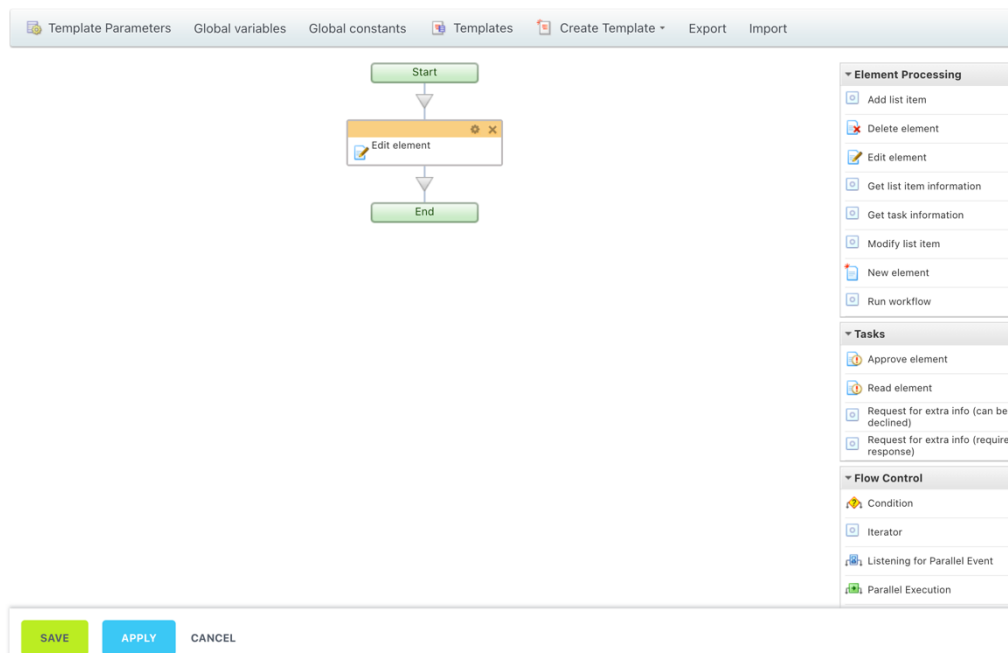 Template Parameters Global variables Global constants Templates Create Template Export Import
Start
Edit element
End
Element Processing
Add list item
Delete element
Edit element
Get list item information
Get task information
Modify list item
New element
Run workflow
Tasks
Approve element
Read element
Request for extra info (can be
declined)
Request for extra info (require
response)
Flow Control
Condition
Iterator
Listening for Parallel Event
Parallel Execution
SAVE APPLY CANCEL